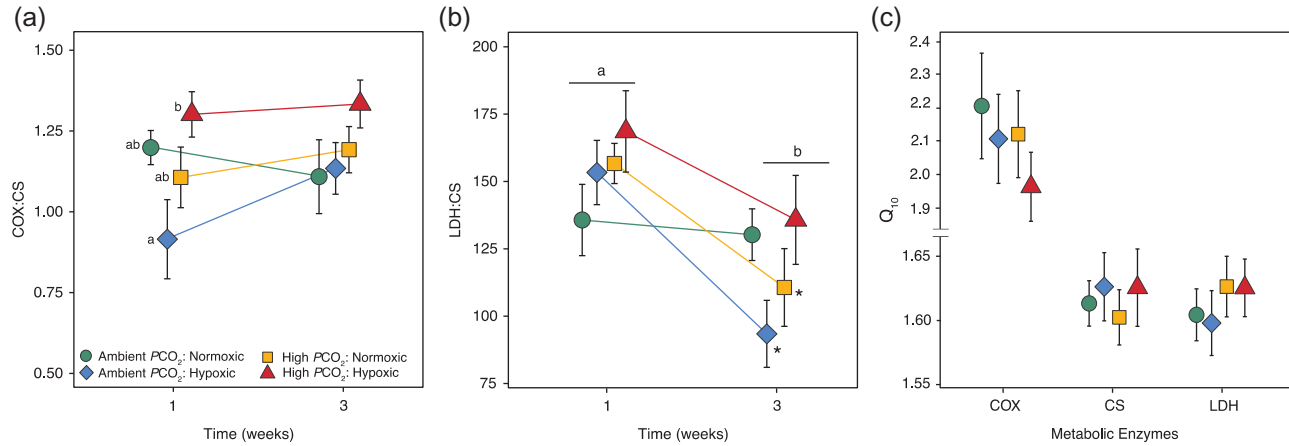 (a)
COX:CS
1.50
1.25
1.00
0.75
0.50
ab
b
ab
a
Ambient PCO₂: Normoxic
High PCO₂: Normoxic
Ambient PCO₂: Hypoxic
High PCO₂: Hypoxic
1
3
Time (weeks)
(b)
LDH:CS
200
175
150
125
100
75
a
b
*
*
1
3
Time (weeks)
(c)
Q₁₀
2.4
2.3
2.2
2.1
2.0
1.9
1.65
1.60
1.55
COX
CS
LDH
Metabolic Enzymes